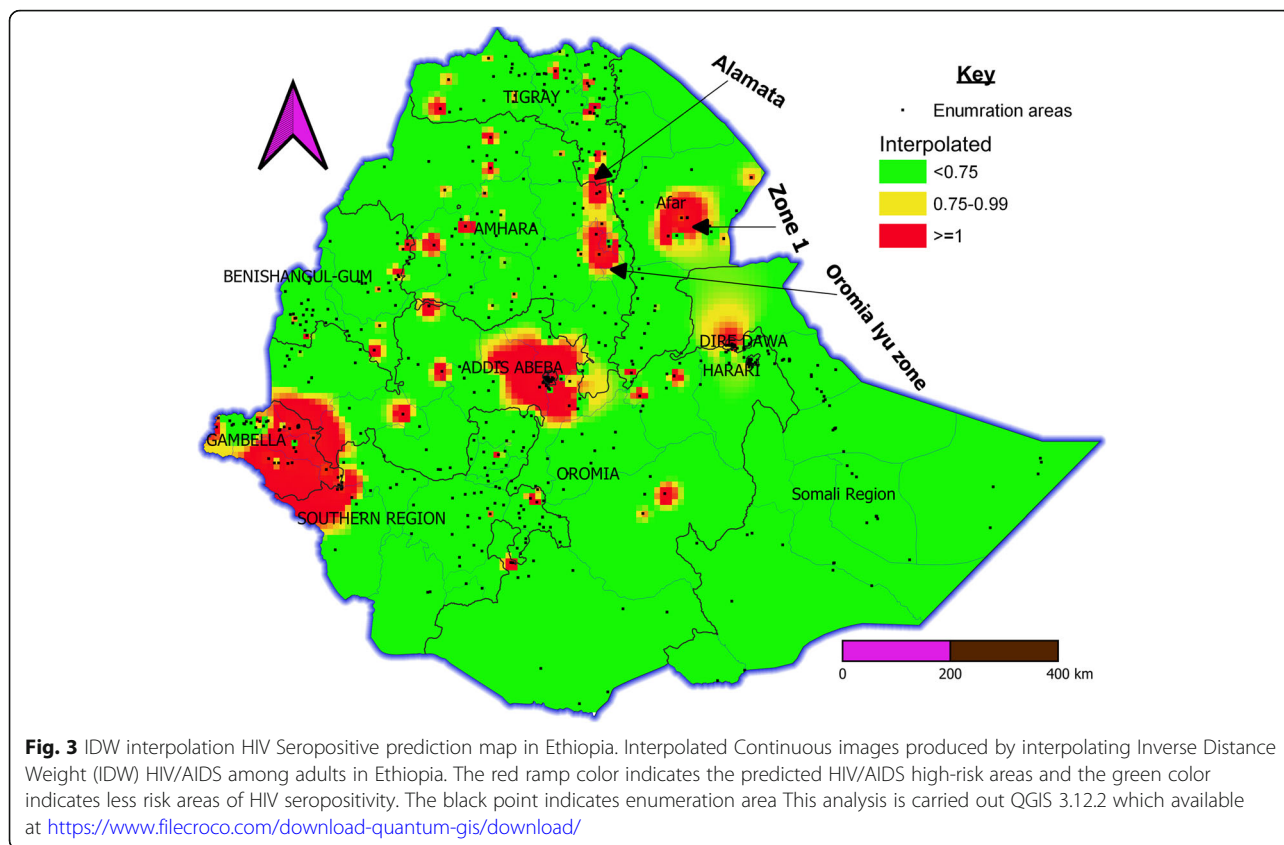 Alamata
Key
Enumration areas
Interpolated
<0.75
0.75-0.99
>=1
TIGRAY
Afar
Zone 1
AMHARA
BENISHANGUL-GUM
Oromia Iyu zone
DIRE DAWA
HARARI
ADDIS ABEBA
GAMBELLA
OROMIA
Somali Region
SOUTHERN REGION
0
200
400 km
Fig. 3 IDW interpolation HIV Seropositive prediction map in Ethiopia. Interpolated Continuous images produced by interpolating Inverse Distance
Weight (IDW) HIV/AIDS among adults in Ethiopia. The red ramp color indicates the predicted HIV/AIDS high-risk areas and the green color
indicates less risk areas of HIV seropositivity. The black point indicates enumeration area This analysis is carried out QGIS 3.12.2 which available
at https://www.filecroco.com/download-quantum-gis/download/